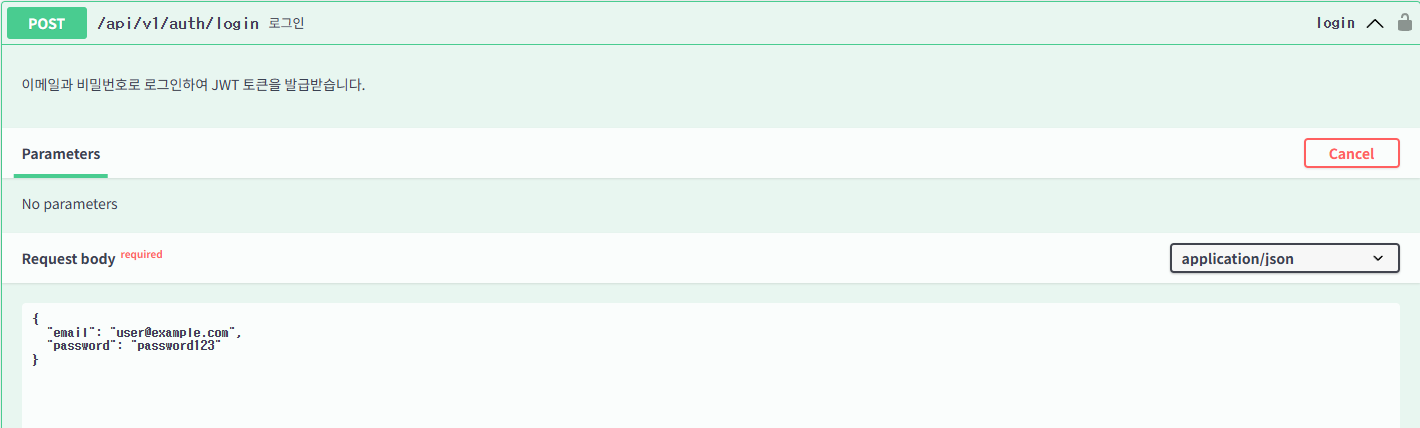 POST /api/v1/auth/login 로그인 login
이메일과 비밀번호로 로그인하여 JWT 토큰을 발급받습니다.
Parameters Cancel
No parameters
Request body required application/json
{
"email": "user@example.com",
"password": "password123"
}